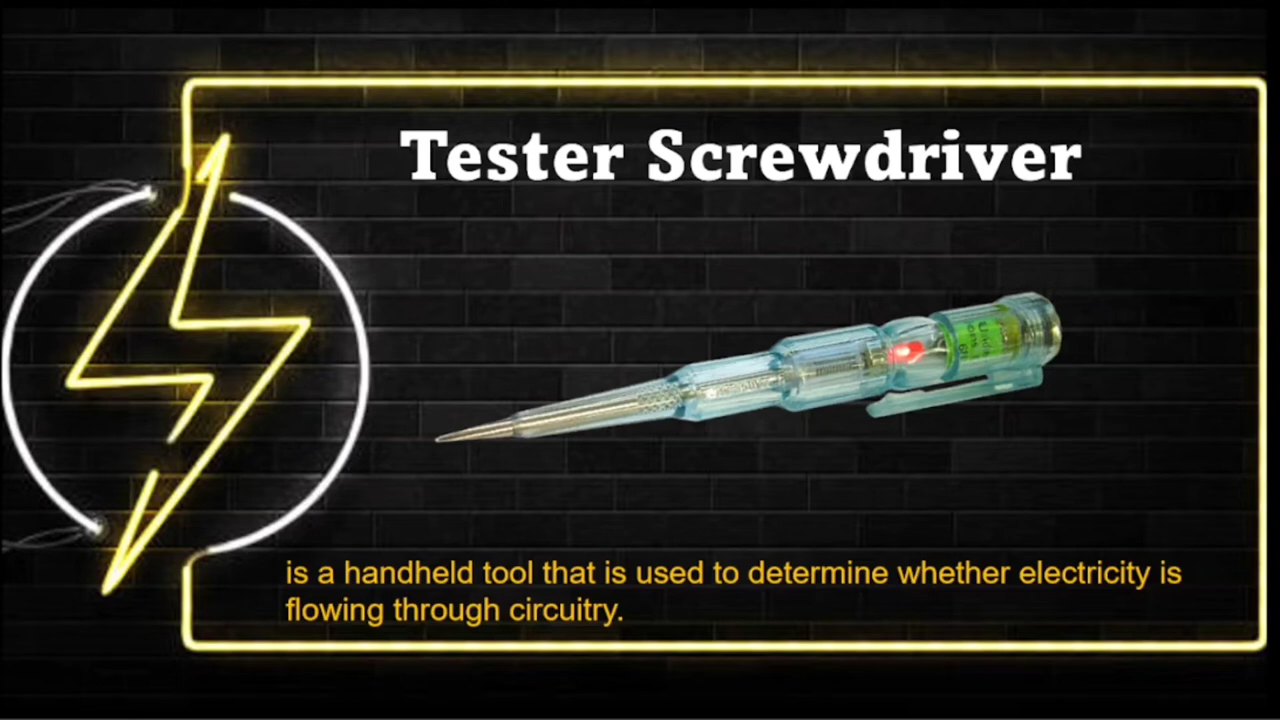 Tester Screwdriver
is a handheld tool that is used to determine whether electricity is
flowing through circuitry.